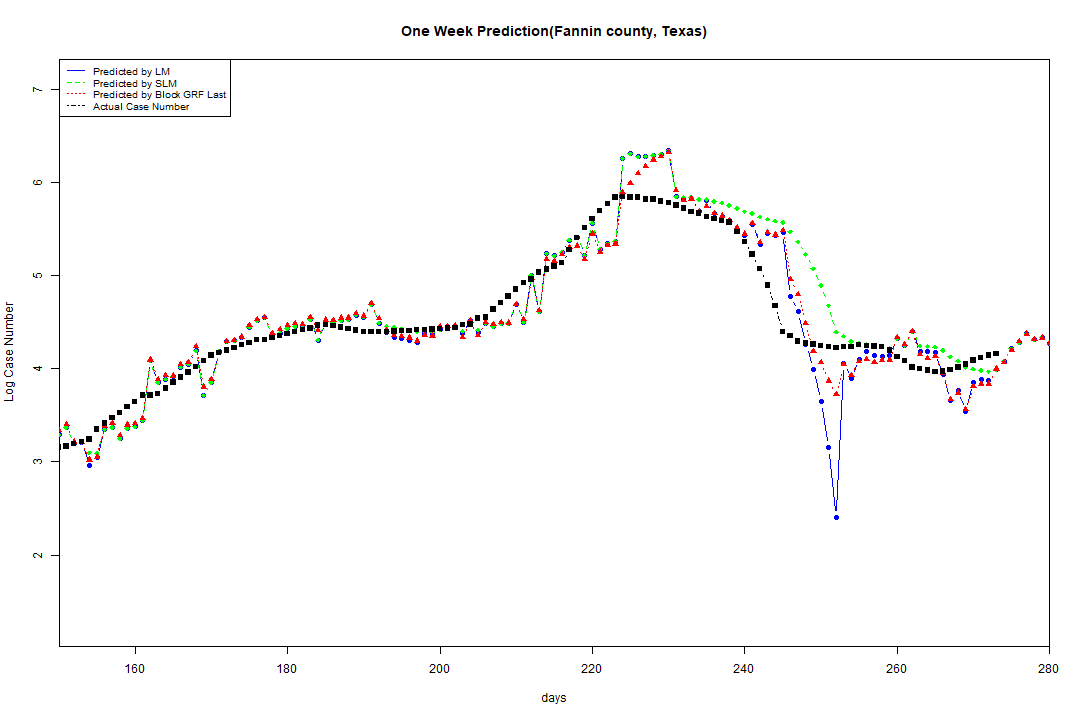 One Week Prediction(Fannin county, Texas)
Predicted by LM
Predicted by SLM
Predicted by Block GRF Last
Actual Case Number
7
6
5
4
3
2
Log Case Number
160 180 200 220 240 260 280
days